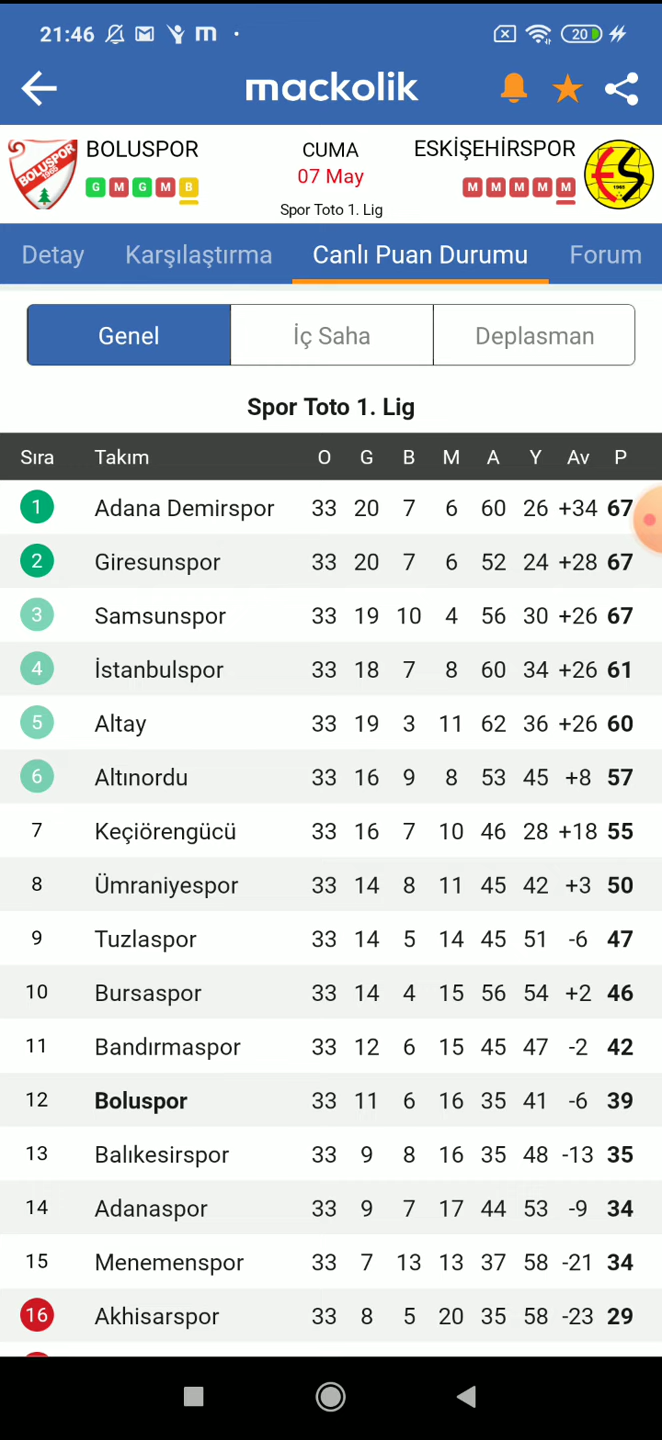 21:46 m 20
mackolik
BOLUSPOR CUMA ESKİŞEHİRSPOR
G M G M B 07 May M M M M M
Spor Toto 1. Lig
BOLUSPOR 1965
ES 1965
Detay Karşılaştırma Canlı Puan Durumu Forum
Genel İç Saha Deplasman
Spor Toto 1. Lig
Sıra Takım O G B M A Y Av P
1 Adana Demirspor 33 20 7 6 60 26 +34 67
2 Giresunspor 33 20 7 6 52 24 +28 67
3 Samsunspor 33 19 10 4 56 30 +26 67
4 İstanbulspor 33 18 7 8 60 34 +26 61
5 Altay 33 19 3 11 62 36 +26 60
6 Altınordu 33 16 9 8 53 45 +8 57
7 Keçiörengücü 33 16 7 10 46 28 +18 55
8 Ümraniyespor 33 14 8 11 45 42 +3 50
9 Tuzlaspor 33 14 5 14 45 51 -6 47
10 Bursaspor 33 14 4 15 56 54 +2 46
11 Bandırmaspor 33 12 6 15 45 47 -2 42
12 Boluspor 33 11 6 16 35 41 -6 39
13 Balıkesirspor 33 9 8 16 35 48 -13 35
14 Adanaspor 33 9 7 17 44 53 -9 34
15 Menemenspor 33 7 13 13 37 58 -21 34
16 Akhisarspor 33 8 5 20 35 58 -23 29